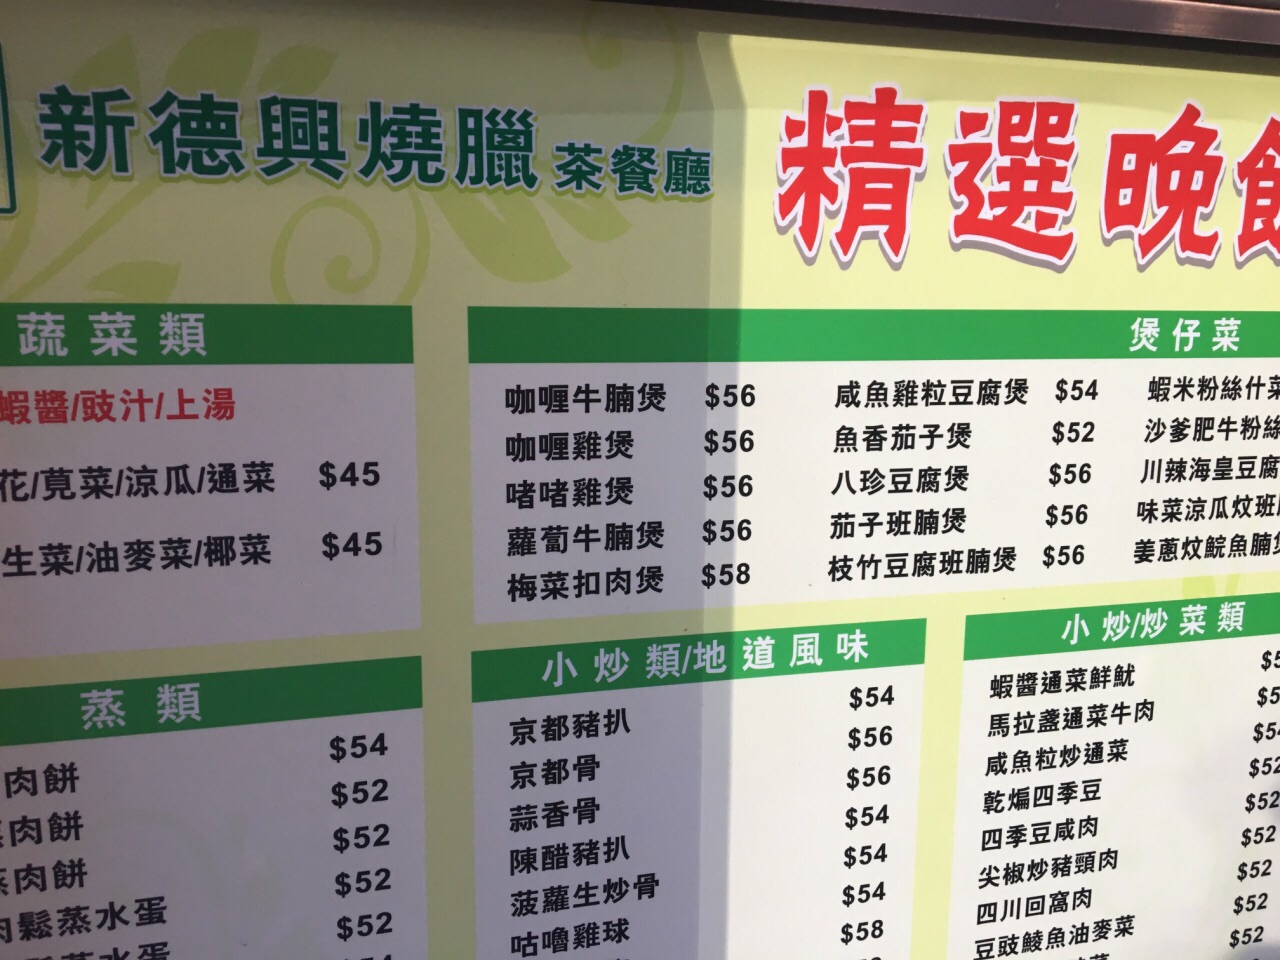 新德興燒臘茶餐廳
精選晚
蔬菜類
蝦醬/豉汁/上湯
花/莧菜/涼瓜/通菜 $45
生菜/油麥菜/椰菜 $45
煲仔菜
咖喱牛腩煲 $56
咖喱雞煲 $56
啫啫雞煲 $56
蘿蔔牛腩煲 $56
梅菜扣肉煲 $58
咸魚雞粒豆腐煲 $54
魚香茄子煲 $52
八珍豆腐煲 $56
茄子班腩煲 $56
枝竹豆腐班腩煲 $56
蝦米粉絲什菜
沙爹肥牛粉絲
川辣海皇豆腐
味菜涼瓜炆班
姜蔥炆鯇魚腩煲
蒸類
肉餅 $54
肉餅 $52
肉餅 $52
肉鬆蒸水蛋 $52
蒸水蛋 $52
小炒類/地道風味
京都豬扒 $54
京都骨 $56
蒜香骨 $56
陳醋豬扒 $54
菠蘿生炒骨 $54
咕嚕雞球 $54
$58
小炒/炒菜類
蝦醬通菜鮮魷
馬拉盞通菜牛肉
咸魚粒炒通菜 $54
乾煸四季豆 $52
四季豆咸肉 $52
尖椒炒豬頸肉 $52
四川回窩肉 $52
豆豉鯪魚油麥菜 $52
$52